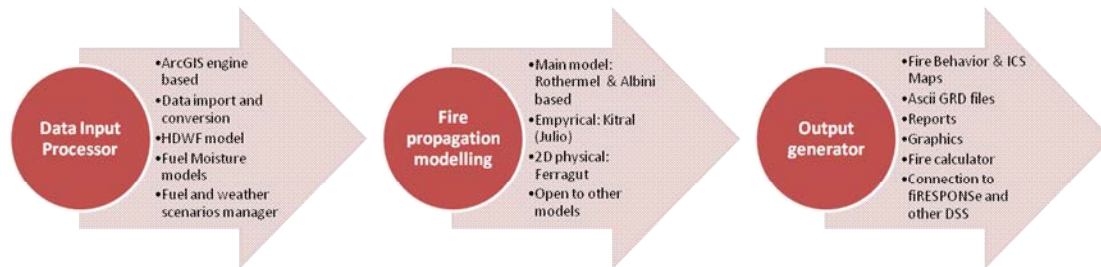 Data Input
Processor
•ArcGIS engine
based
•Data import and
conversion
•HDWF model
•Fuel Moisture
models
•Fuel and weather
scenarios manager
Fire
propagation
modelling
•Main model:
Rothermel & Albini
based
•Empyrical: Kitral
(Julio)
•2D physical:
Ferragut
•Open to other
models
Output
generator
•Fire Behavior & ICS
Maps
•Ascii GRD files
•Reports
•Graphics
•Fire calculator
•Connection to
fiRESPONSe and
other DSS